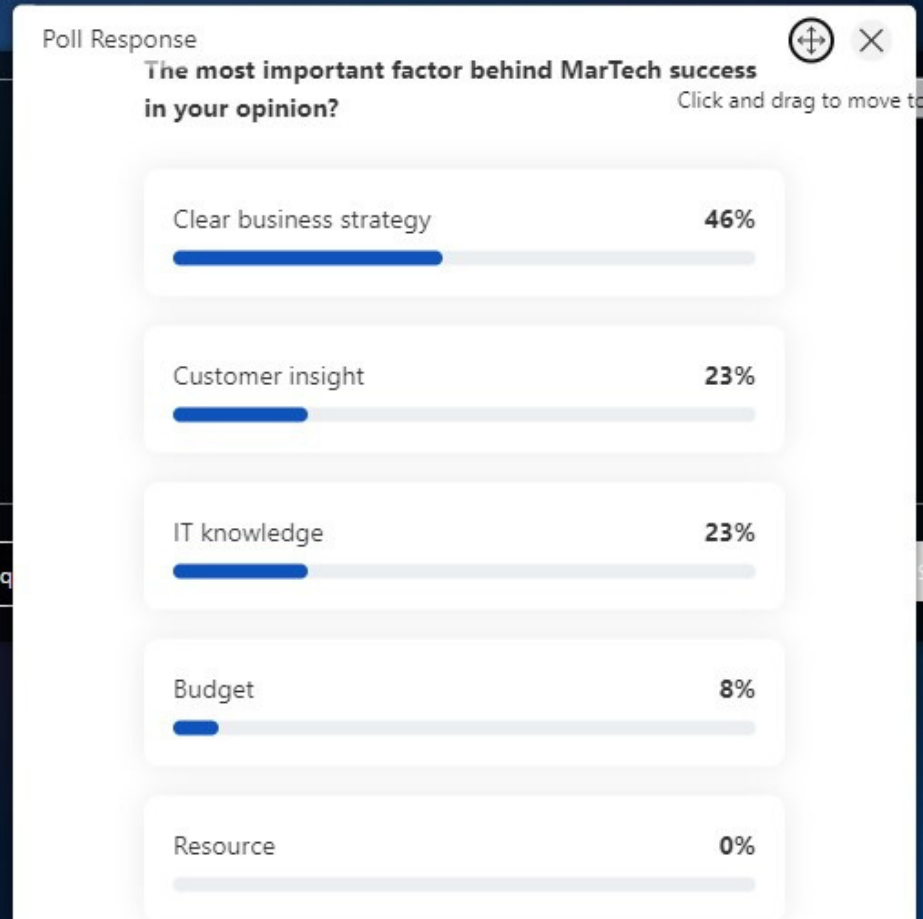 Poll Response
The most important factor behind MarTech success
in your opinion?
Click and drag to move to
Clear business strategy 46%
Customer insight 23%
IT knowledge 23%
q
Budget 8%
Resource 0%